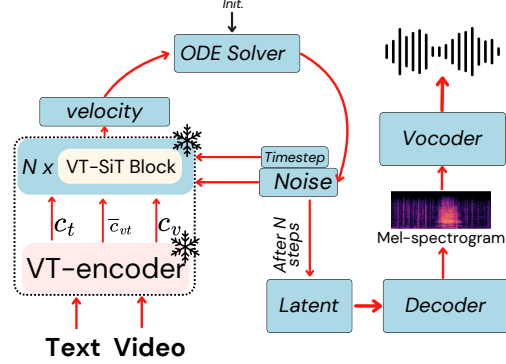 Init.
ODE Solver
velocity
N x
VT-SiT Block
Timestep
Noise
Vocoder
c_t
c̅_{vt}
c_v
After N
steps
Mel-spectrogram
VT-encoder
Latent
Decoder
Text Video